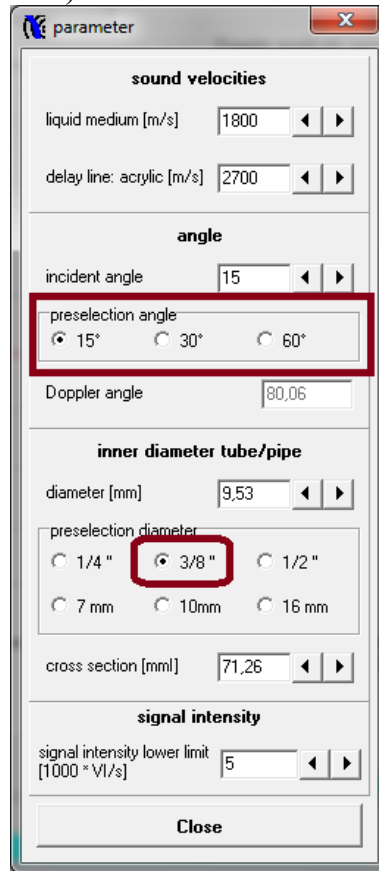 parameter
sound velocities
liquid medium [m/s] 1800
delay line: acrylic [m/s] 2700
angle
incident angle 15
preselection angle
15° 30° 60°
Doppler angle 80,06
inner diameter tube/pipe
diameter [mm] 9,53
preselection diameter
1/4 " 3/8 " 1/2 "
7 mm 10mm 16 mm
cross section [mml] 71,26
signal intensity
signal intensity lower limit
[1000 * VI/s] 5
Close